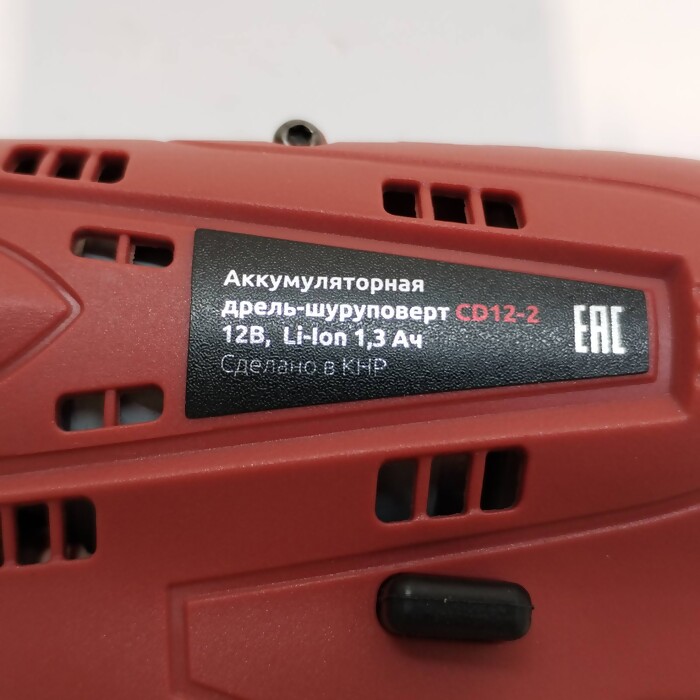 Аккумуляторная
дрель-шуруповерт CD12-2
12В, Li-Ion 1,3 Ач
Сделано в КНР
EAC